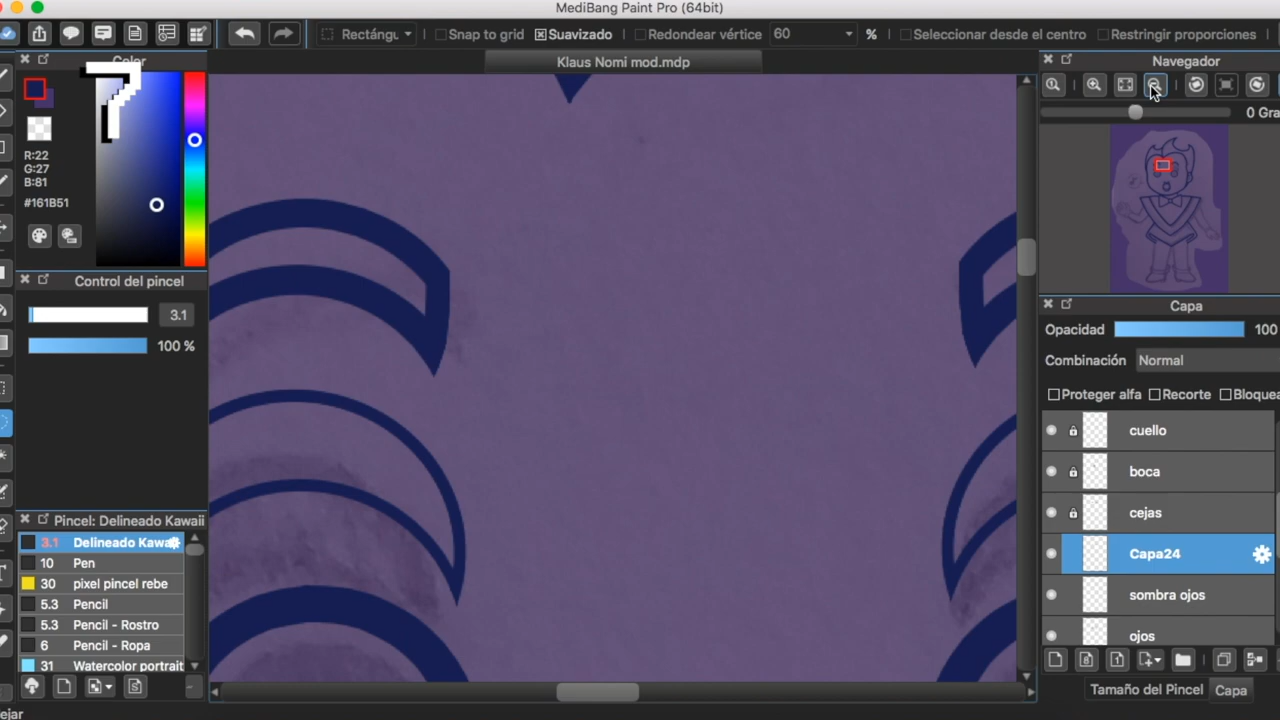 MediBang Paint Pro (64bit)
Rectángu
Snap to grid
Suavizado
Redondear vértice
60
%
Seleccionar desde el centro
Restringir proporciones
Klaus Nomi mod.mdp
Color
7
R:22
G:27
B:81
#161B51
Control del pincel
3.1
100 %
Pincel: Delineado Kawaii
3.1 Delineado Kawa
10 Pen
30 pixel pincel rebe
5.3 Pencil
5.3 Pencil - Rostro
6 Pencil - Ropa
31 Watercolor portrait
ejar
Navegador
0 Gra
Capa
Opacidad
100
Combinación
Normal
Proteger alfa
Recorte
Bloquea
cuello
boca
cejas
Capa24
sombra ojos
ojos
Tamaño del Pincel
Capa